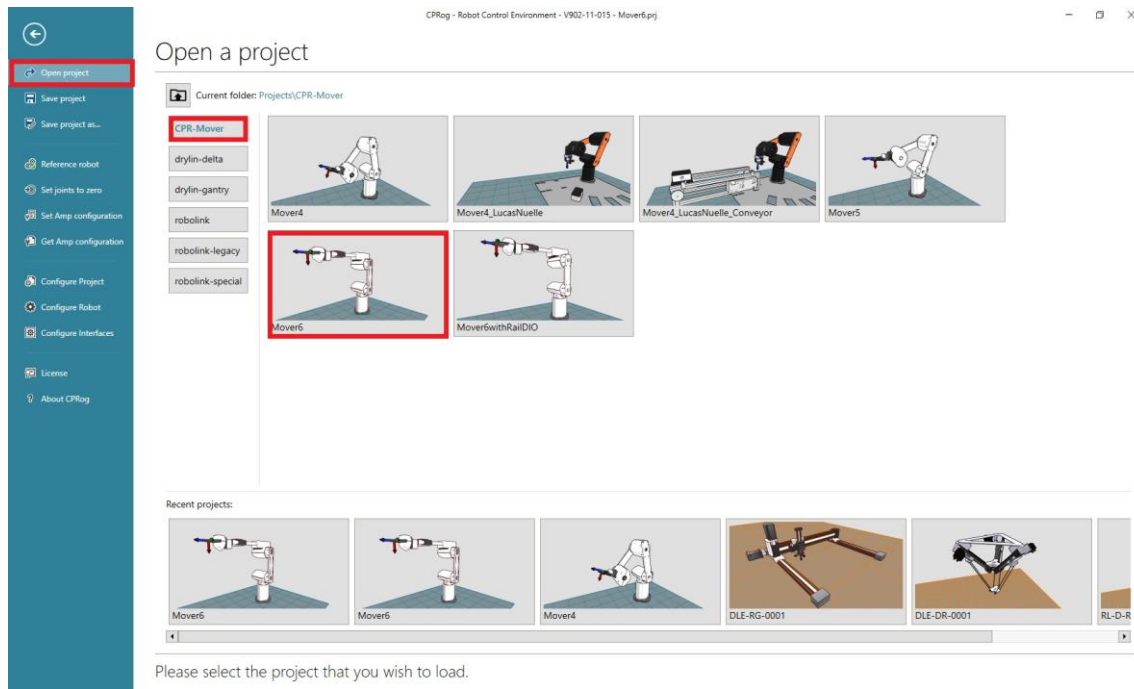 CPRog - Robot Control Environment - V902-11-015 - Mover6.prj
Open a project
Open project
Save project
Save project as...
Reference robot
Set joints to zero
Set Amp configuration
Get Amp configuration
Configure Project
Configure Robot
Configure Interfaces
License
About CPRog
Current folder: Projects\CPR-Mover
CPR-Mover
drylin-delta
drylin-gantry
robolink
robolink-legacy
robolink-special
Mover4
Mover4_LucasNuelle
Mover4_LucasNuelle_Conveyor
Mover5
Mover6
Mover6withRailDIO
Recent projects:
Mover6
Mover6
Mover4
DLE-RG-0001
DLE-DR-0001
RL-D-R
Please select the project that you wish to load.